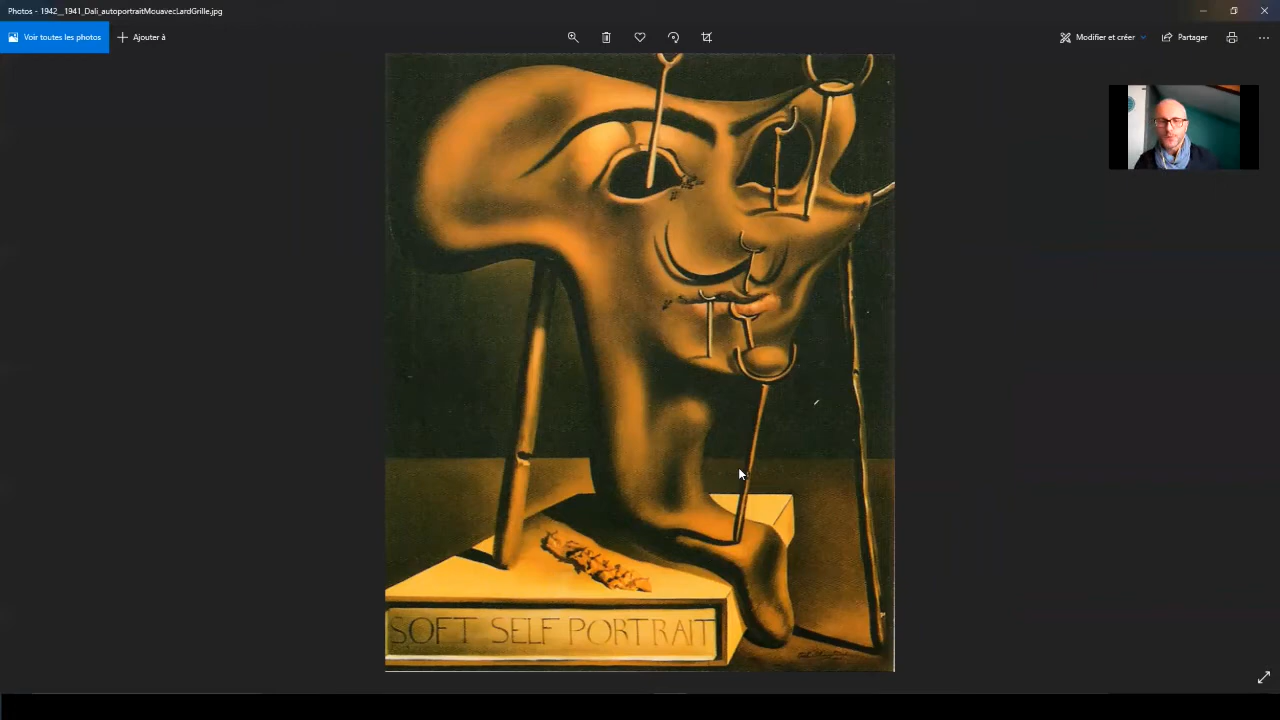 Photos - 1942__1941_Dali_autoportraitMouavecLardGrille.jpg
Voir toutes les photos
Ajouter à
Modifier et créer
Partager
SOFT SELF PORTRAIT